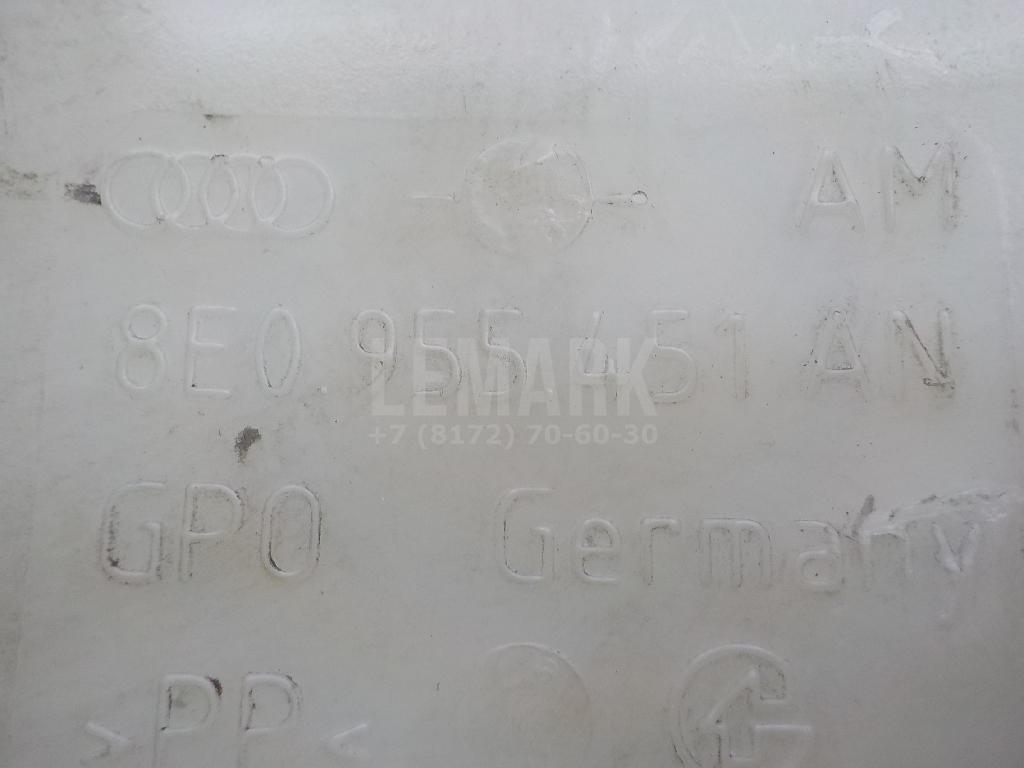 AM
8E0.955.451 AN
LEMARK
+7 (8172) 70-60-30
GPO Germany
>PP<